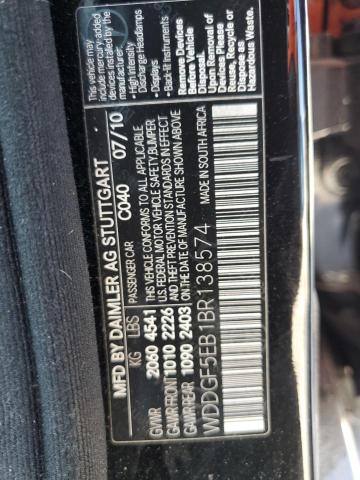 This vehicle may
include mercury added
devices installed by the
manufacturer:
• High Intensity
Discharge Headlamps
• Displays
• Back-lit Instruments
Remove Devices
Before Vehicle
Disposal.
Upon Removal of
Devices Please
Reuse, Recycle or
Dispose as
Hazardous Waste.
MFD BY DAIMLER AG STUTTGART
PASSENGER CAR C040 07/10
KG LBS
GVWR 2060 4541
GAWR FRONT 1010 2226
GAWR REAR 1090 2403
THIS VEHICLE CONFORMS TO ALL APPLICABLE
U.S. FEDERAL MOTOR VEHICLE SAFETY, BUMPER
AND THEFT PREVENTION STANDARDS IN EFFECT
ON THE DATE OF MANUFACTURE SHOWN ABOVE
WDDGF5EB1BR138574
MADE IN SOUTH AFRICA